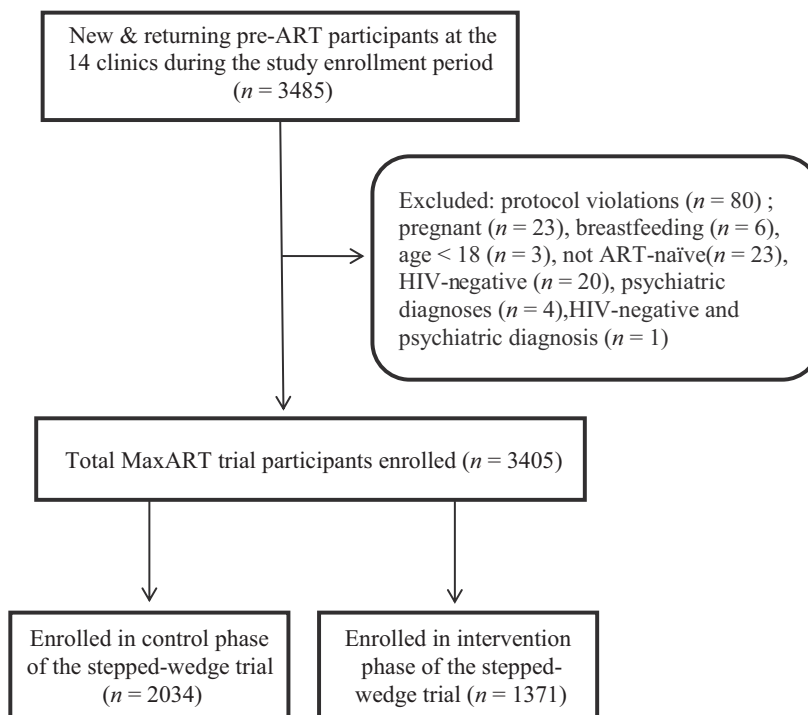 New & returning pre-ART participants at the
14 clinics during the study enrollment period
(n = 3485)
Excluded: protocol violations (n = 80) ;
pregnant (n = 23), breastfeeding (n = 6),
age < 18 (n = 3), not ART-naïve(n = 23),
HIV-negative (n = 20), psychiatric
diagnoses (n = 4),HIV-negative and
psychiatric diagnosis (n = 1)
Total MaxART trial participants enrolled (n = 3405)
Enrolled in control phase
of the stepped-wedge trial
(n = 2034)
Enrolled in intervention
phase of the stepped-
wedge trial (n = 1371)